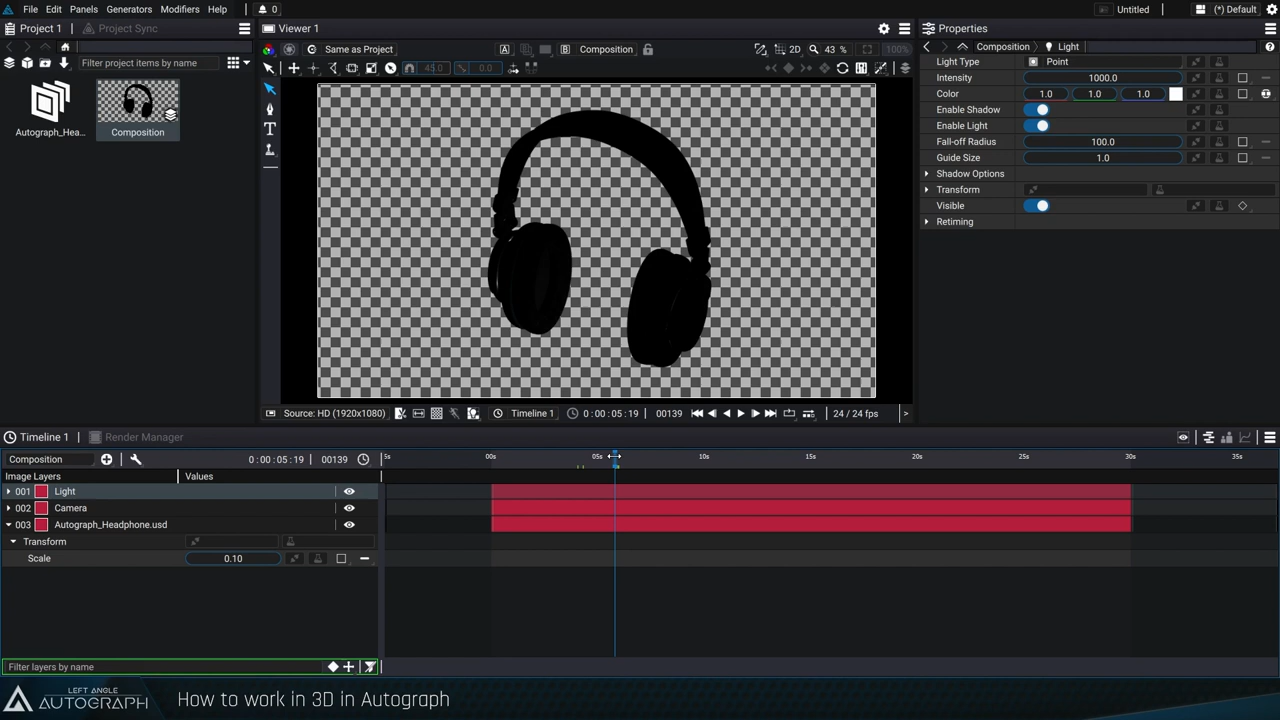 File Edit Panels Generators Modifiers Help 0 Untitled (*) Default
Project 1 Project Sync Viewer 1 Properties
Same as Project A B Composition 2D 43 % 100% Composition Light
Filter project items by name 45.0 0.0
Light Type Point
Intensity 1000.0
Color 1.0 1.0 1.0
Enable Shadow
Enable Light
Fall-off Radius 100.0
Guide Size 1.0
Shadow Options
Transform
Visible
Retiming
Autograph_Hea... Composition
Source: HD (1920x1080) Timeline 1 0:00:05:19 00139 24 / 24 fps
Timeline 1 Render Manager
Composition 0:00:05:19 00139 5s 00s 05s 10s 15s 20s 25s 30s 35s
Image Layers Values
001 Light
002 Camera
003 Autograph_Headphone.usd
Transform
Scale 0.10
Filter layers by name
LEFT ANGLE
AUTOGRAPH
How to work in 3D in Autograph